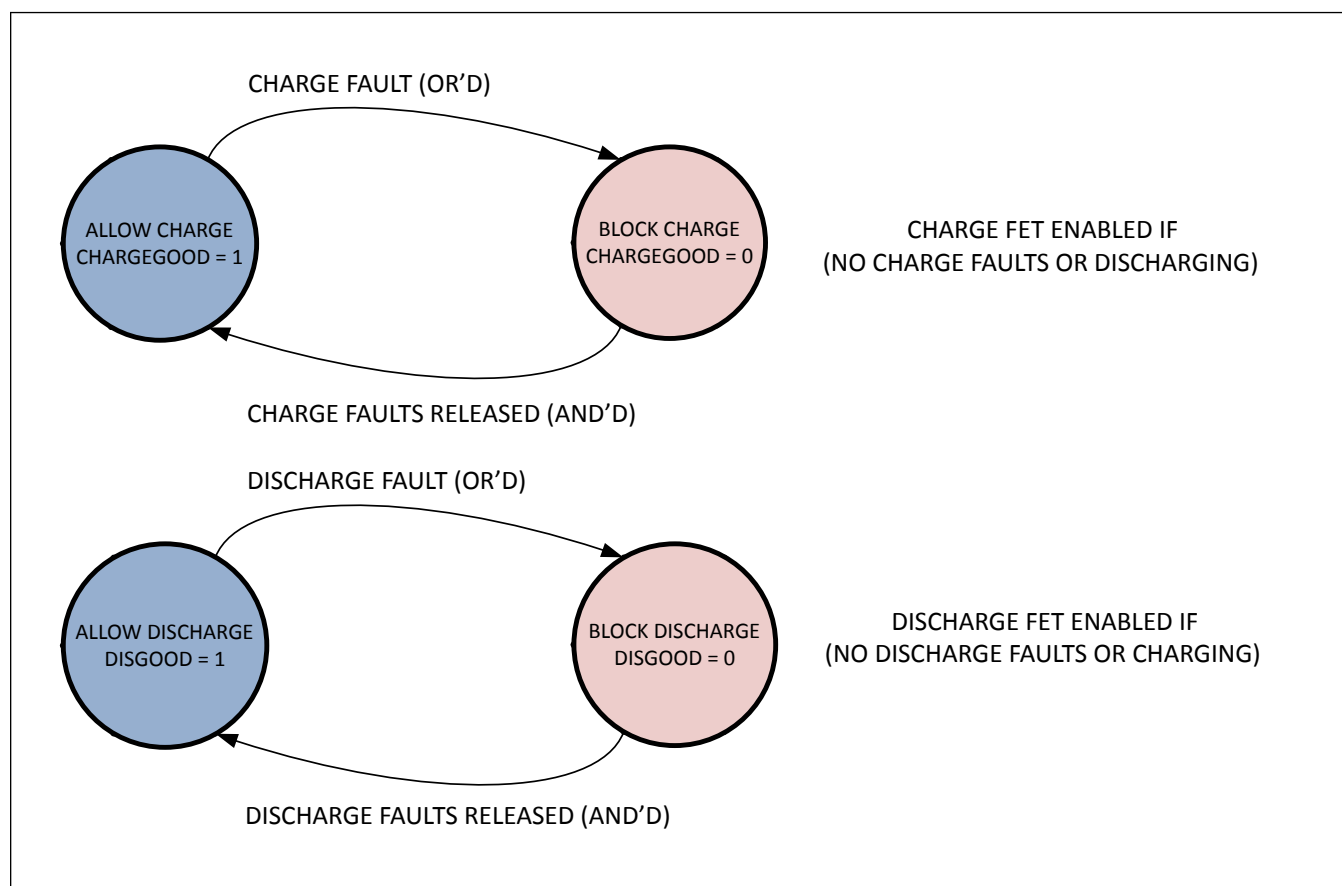 CHARGE FAULT (OR’D)
ALLOW CHARGE
CHARGEGOOD = 1
BLOCK CHARGE
CHARGEGOOD = 0
CHARGE FET ENABLED IF
(NO CHARGE FAULTS OR DISCHARGING)
CHARGE FAULTS RELEASED (AND’D)
DISCHARGE FAULT (OR’D)
ALLOW DISCHARGE
DISGOOD = 1
BLOCK DISCHARGE
DISGOOD = 0
DISCHARGE FET ENABLED IF
(NO DISCHARGE FAULTS OR CHARGING)
DISCHARGE FAULTS RELEASED (AND’D)